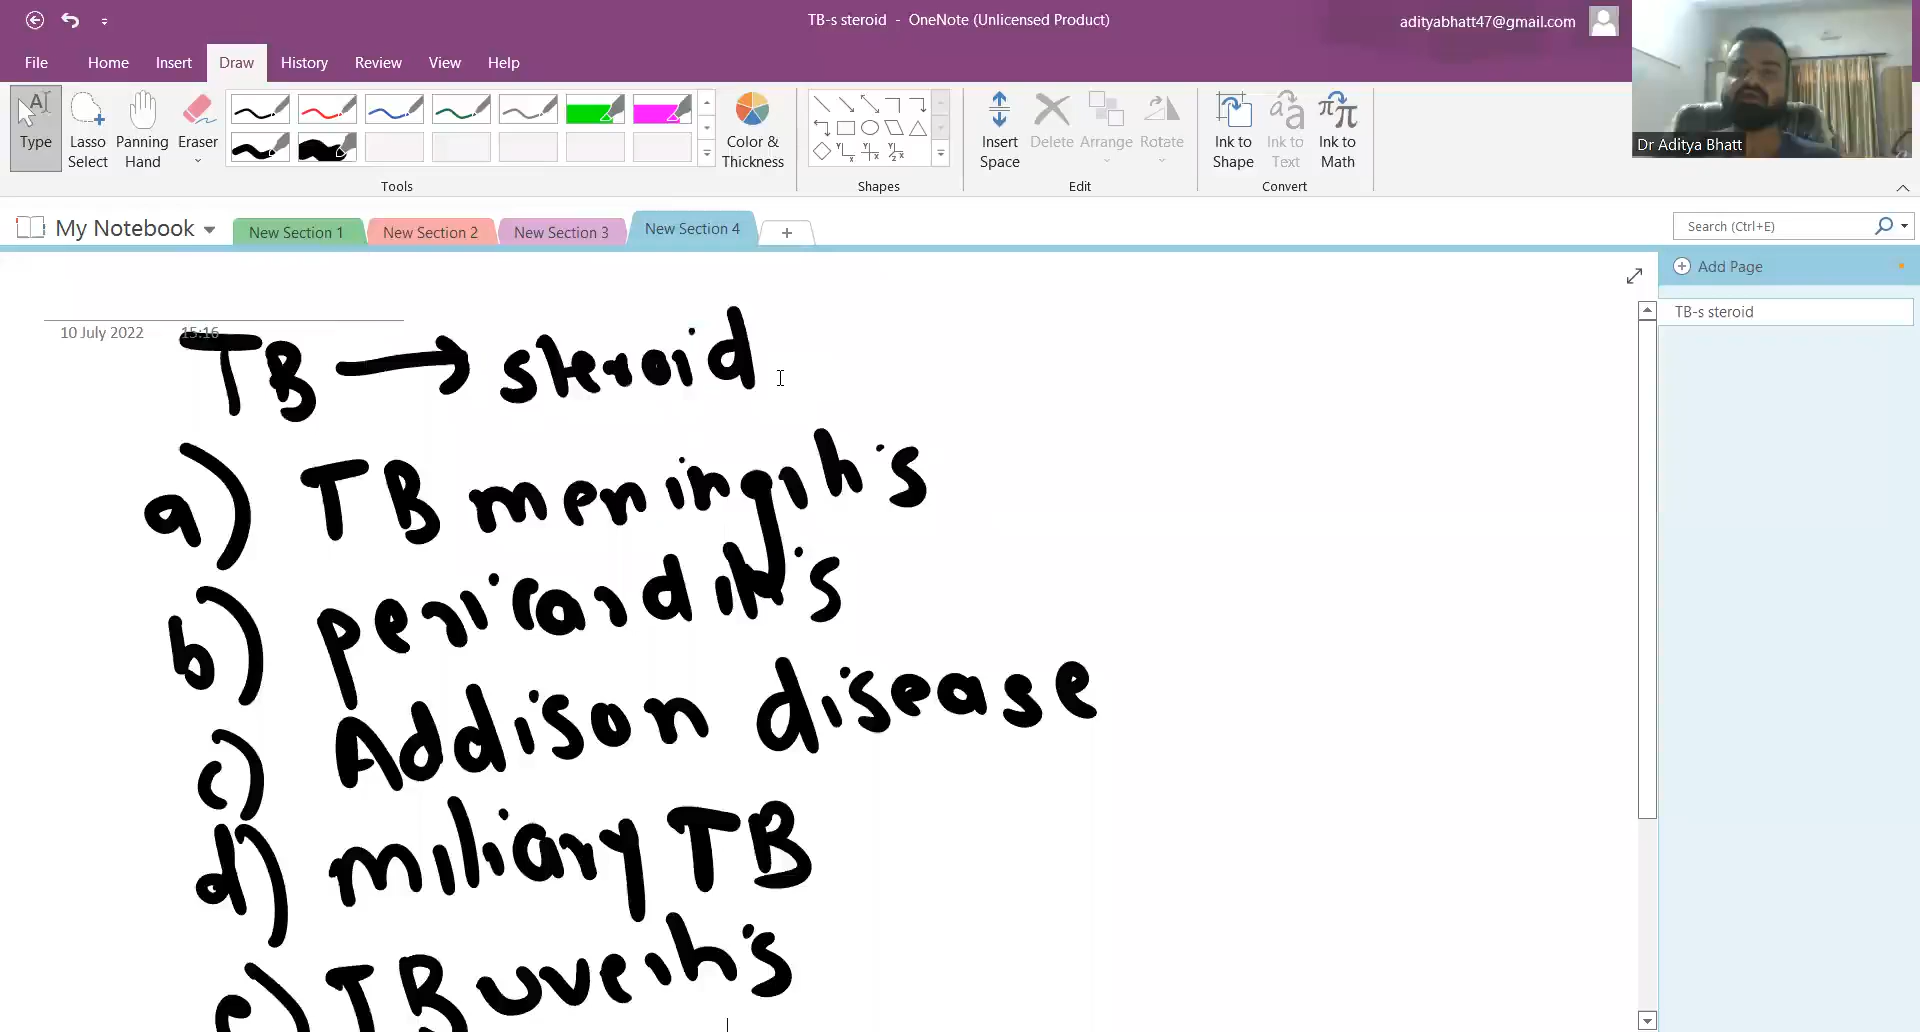 TB-s steroid - OneNote (Unlicensed Product)
adityabhatt47@gmail.com
File Home Insert Draw History Review View Help
Type Lasso Select Panning Hand Eraser Color & Thickness Insert Space Delete Arrange Rotate Ink to Shape Ink to Text Ink to Math
Tools Shapes Edit Convert
Dr Aditya Bhatt
My Notebook New Section 1 New Section 2 New Section 3 New Section 4
Search (Ctrl+E)
Add Page
TB-s steroid
10 July 2022 15:16
TB → steroid
a) TB meningitis
b) pericarditis
c) Addison disease
d) miliary TB
e) TB uveitis